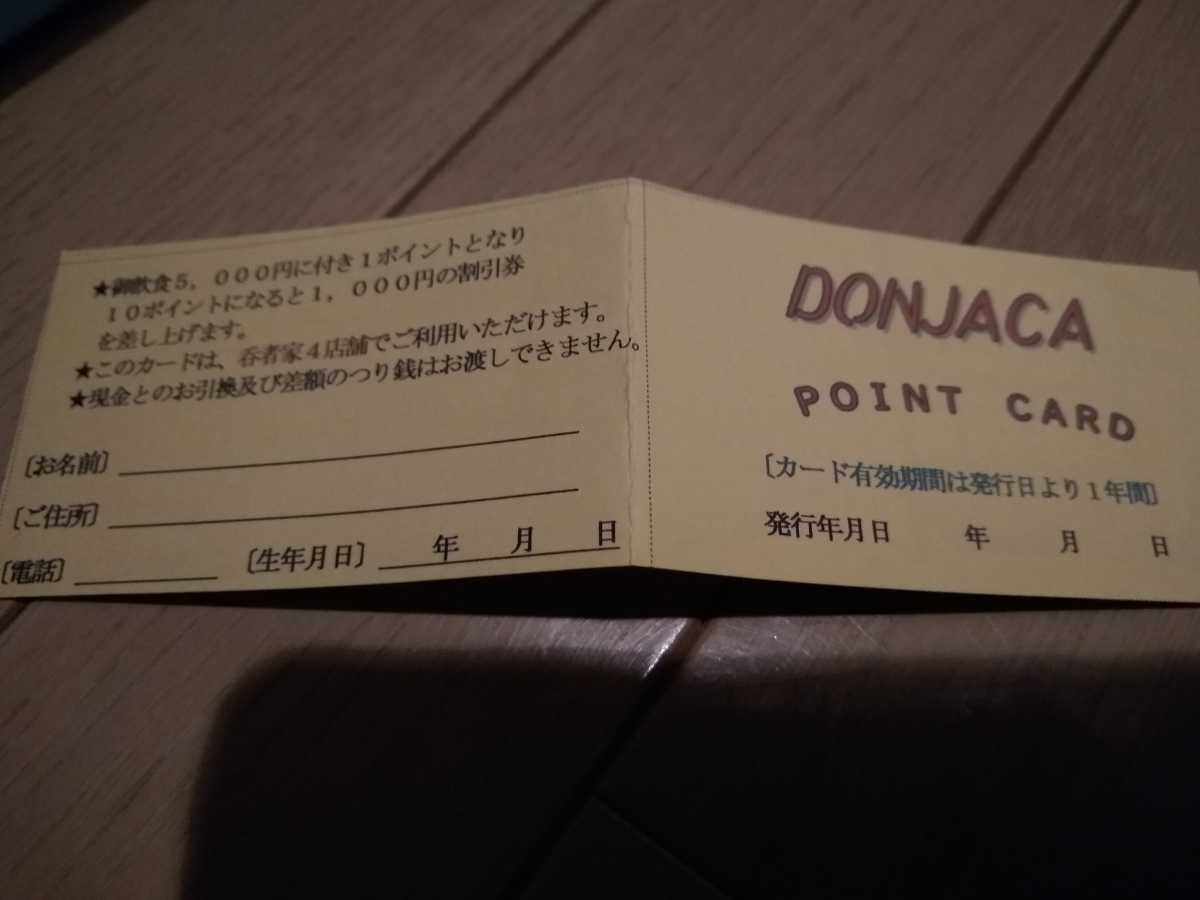 ★御飲食5，000円に付き1ポイントとなり
10ポイントになると1，000円の割引券
を差し上げます。
★このカードは、呑者家4店舗でご利用いただけます。
★現金とのお引換及び差額のつり銭はお渡しできません。
〔お名前〕
〔ご住所〕
〔電話〕 〔生年月日〕 年 月 日
DONJACA
POINT CARD
〔カード有効期間は発行日より1年間〕
発行年月日 年 月 日